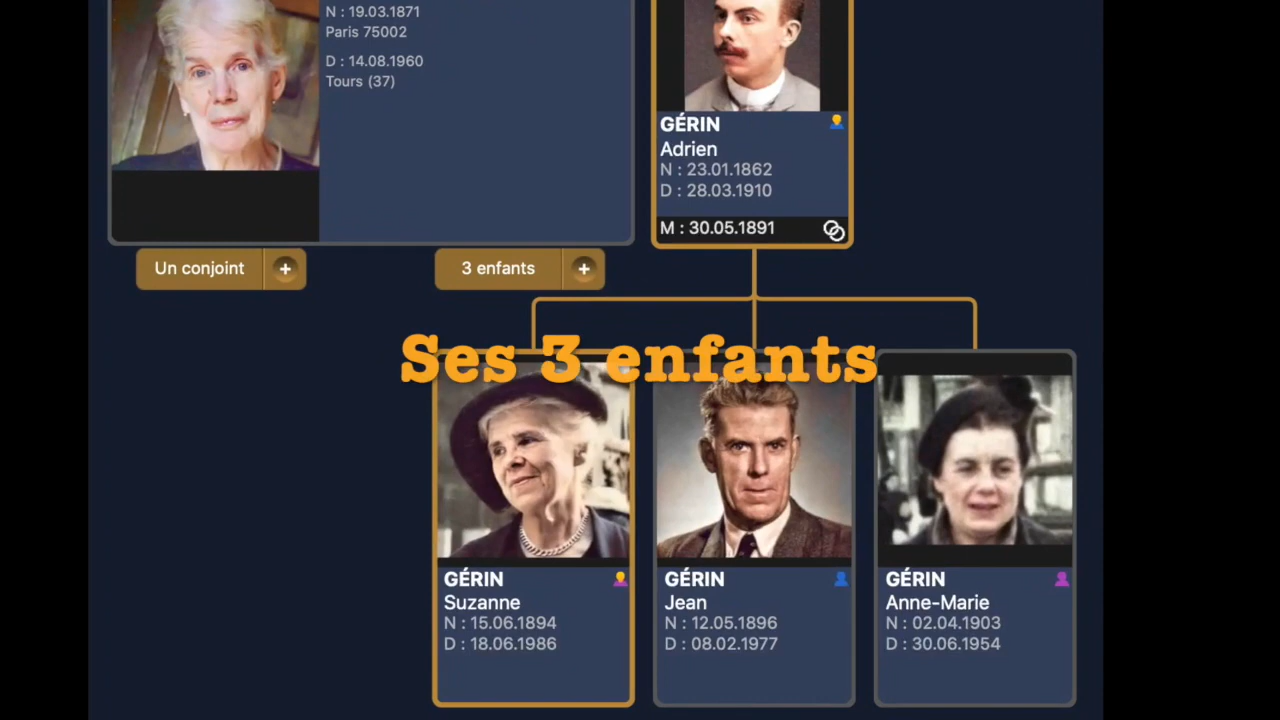 N : 19.03.1871
Paris 75002
D : 14.08.1960
Tours (37)
GÉRIN
Adrien
N : 23.01.1862
D : 28.03.1910
M : 30.05.1891
Un conjoint +
3 enfants +
Ses 3 enfants
GÉRIN
Suzanne
N : 15.06.1894
D : 18.06.1986
GÉRIN
Jean
N : 12.05.1896
D : 08.02.1977
GÉRIN
Anne-Marie
N : 02.04.1903
D : 30.06.1954